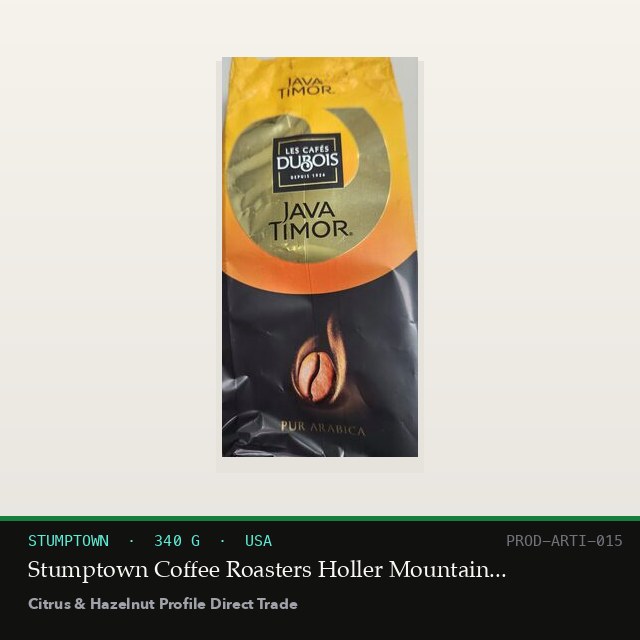 JAVA
TIMOR
LES CAFÉS
DUBOIS
DEPUIS 1926
JAVA
TIMOR®
PUR ARABICA
STUMPTOWN · 340 G · USA
PROD-ARTI-015
Stumptown Coffee Roasters Holler Mountain...
Citrus & Hazelnut Profile Direct Trade